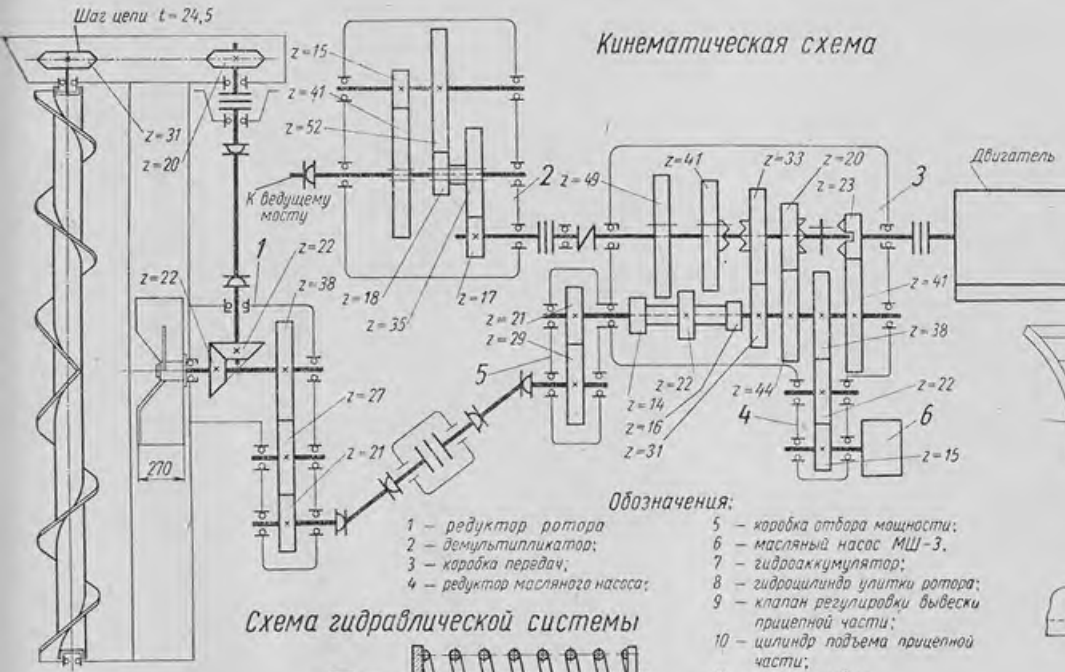 Шаг цепи t=24,5
Кинематическая схема
z=15
z=41
z=52
z=31
z=20
К ведущему
мосту
2
z=49
z=41
z=33
z=20
z=23
3
Двигатель
z=22
1
z=22
z=38
z=18
z=35
z=17
z=21
z=29
5
z=22
z=14
z=16
z=31
z=44
4
z=41
z=38
z=22
6
z=15
z=27
z=21
270
Обозначения:
1 – редуктор ротора
2 – демультипликатор;
3 – коробка передач;
4 – редуктор масляного насоса;
5 – коробка отбора мощности;
6 – масляный насос МШ-3,
7 – гидроаккумулятор;
8 – гидроцилиндр улитки ротора;
9 – клапан регулировки вывески
прицепной части;
10 – цилиндр подъема прицепной
части;
Схема гидравлической системы